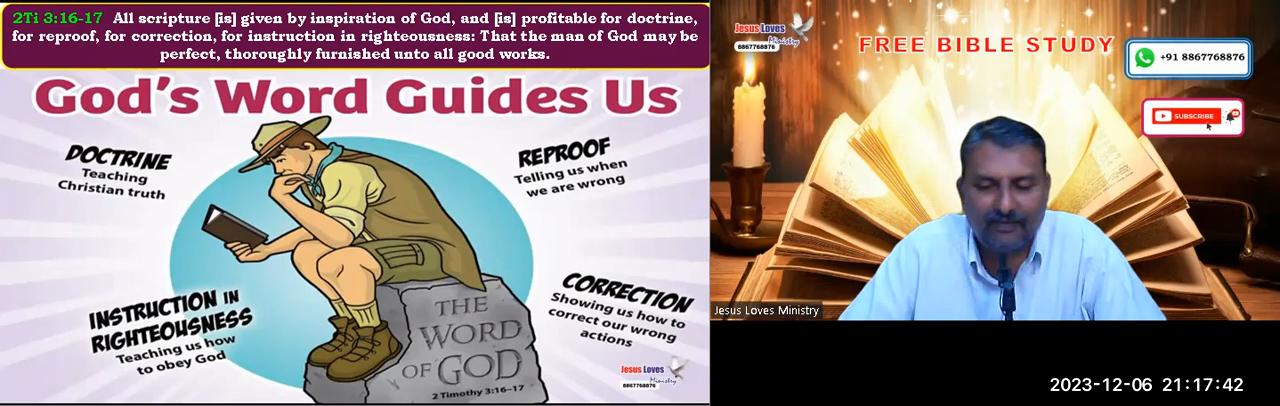 2Ti 3:16-17 All scripture [is] given by inspiration of God, and [is] profitable for doctrine,
for reproof, for correction, for instruction in righteousness: That the man of God may be
perfect, thoroughly furnished unto all good works.
God's Word Guides Us
DOCTRINE
Teaching
Christian truth
REPROOF
Telling us when
we are wrong
INSTRUCTION IN
RIGHTEOUSNESS
Teaching us how
to obey God
CORRECTION
Showing us how to
correct our wrong
actions
THE
WORD
OF GOD
2 Timothy 3:16-17
Jesus Loves
Ministry
8867768876
Jesus Loves
Ministry
8867768876
FREE BIBLE STUDY
+91 8867768876
SUBSCRIBE
Jesus Loves Ministry
2023-12-06 21:17:42